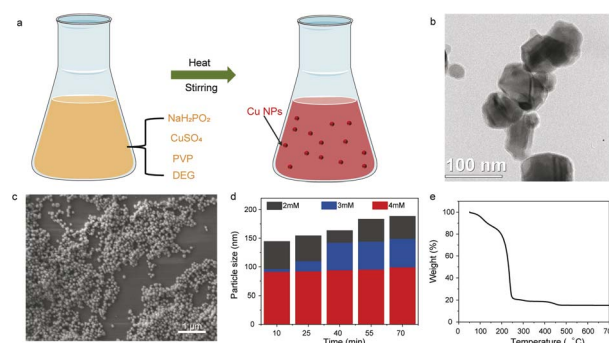 a
Heat
Stirring
NaH₂PO₂
CuSO₄
PVP
DEG
Cu NPs
b
100 nm
c
1 μm
d
2mM 3mM 4mM
Particle size (nm)
200
150
100
50
0
10 25 40 55 70
Time (min)
e
Weight (%)
100
80
60
40
20
0
0 100 200 300 400 500 600 700
Temperature (°C)